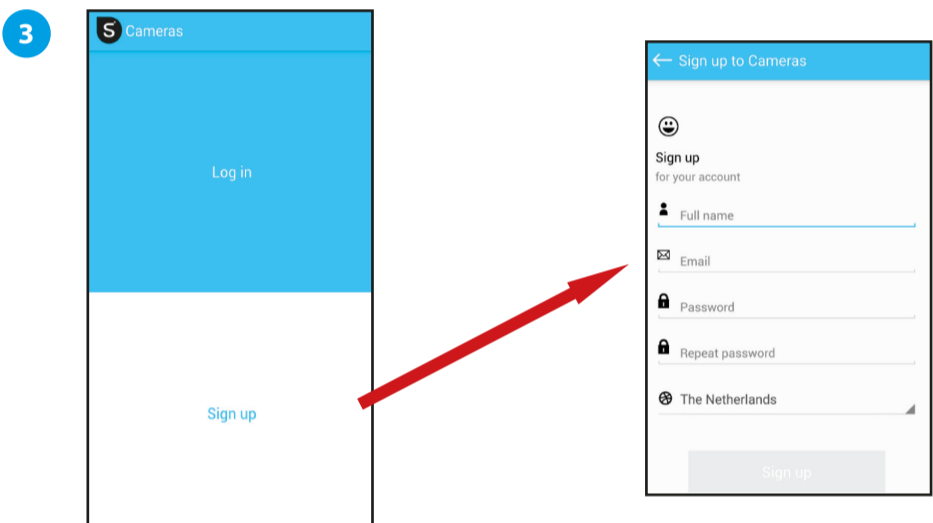 3
S Cameras
Log in
Sign up
← Sign up to Cameras
Sign up
for your account
Full name
Email
Password
Repeat password
The Netherlands
Sign up